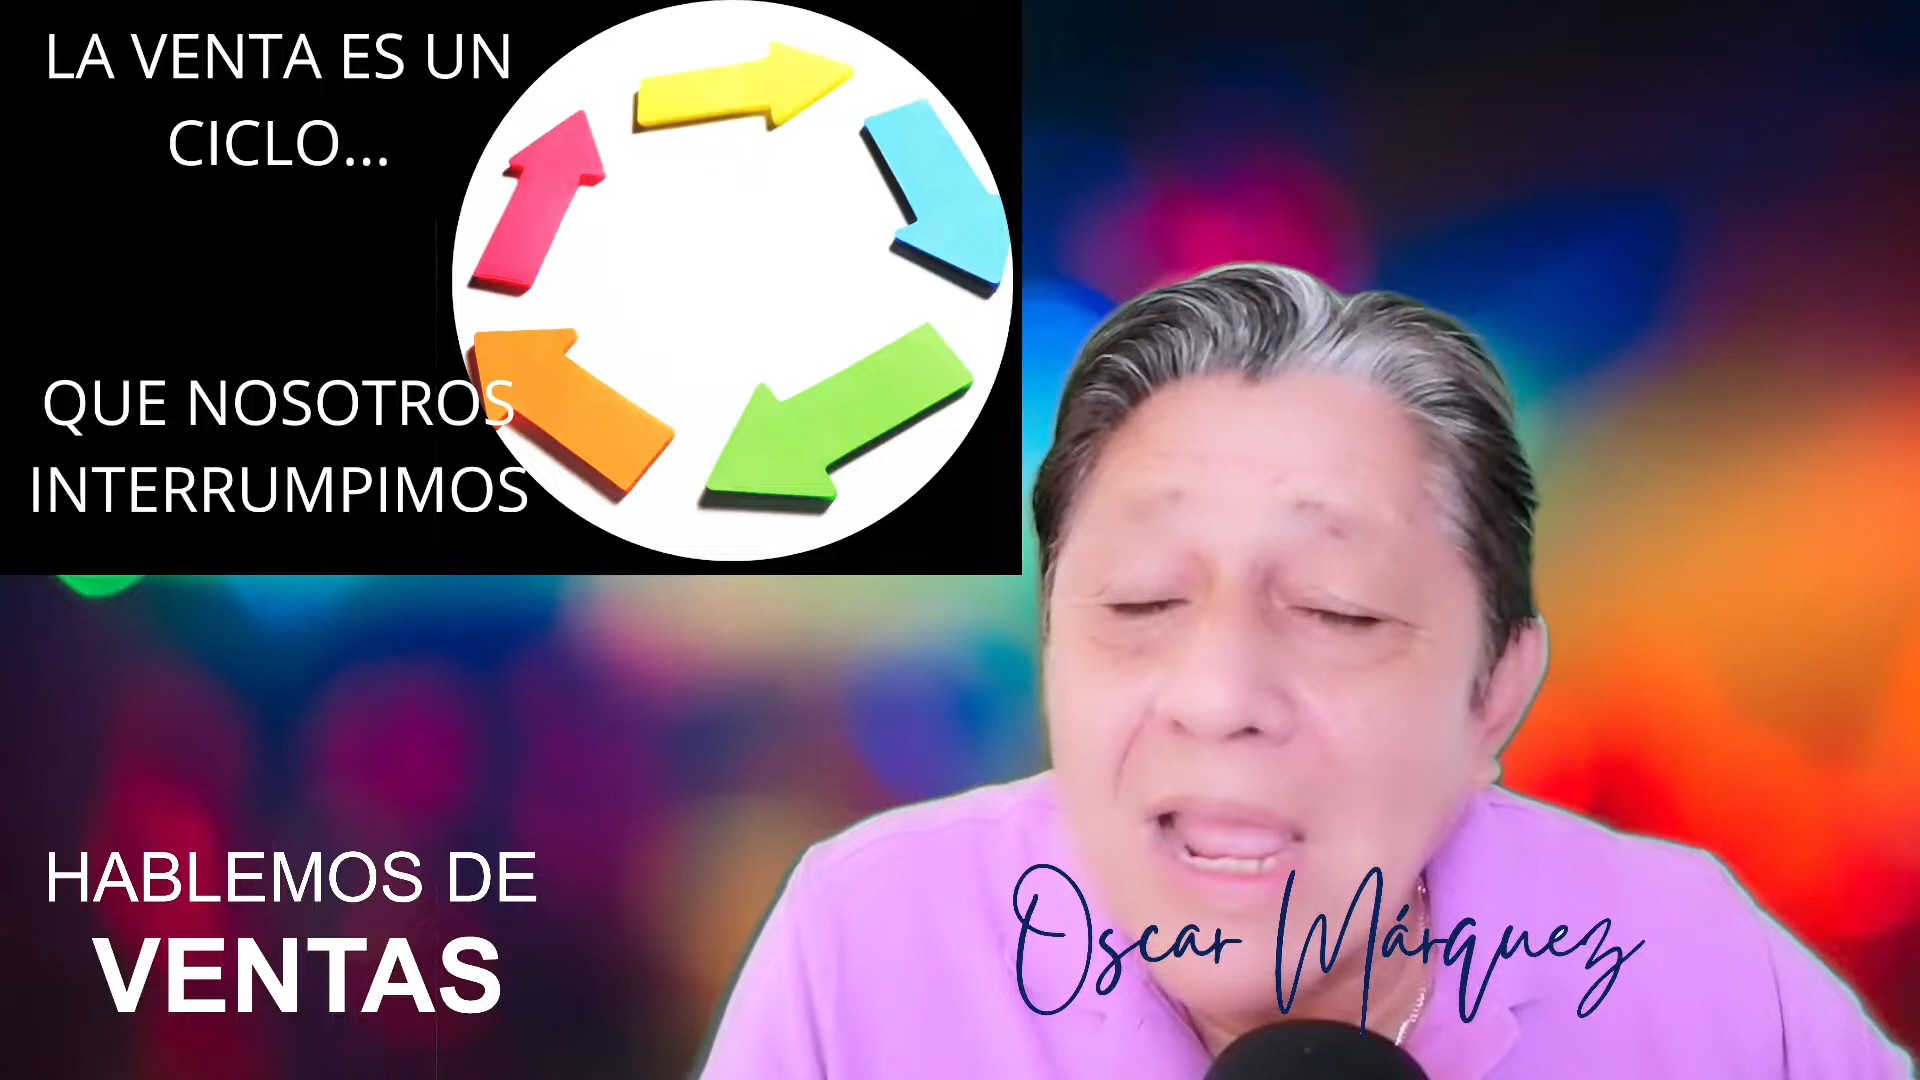 LA VENTA ES UN
CICLO...
QUE NOSOTROS
INTERRUMPIMOS
HABLEMOS DE
VENTAS
Oscar Márquez